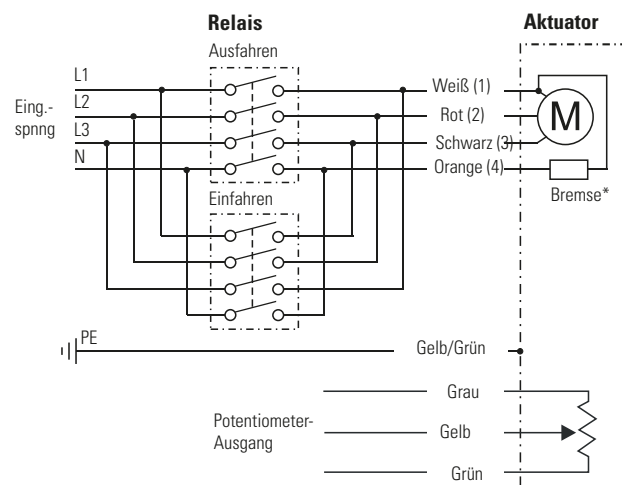 Relais
Aktuator
Ausfahren
L1
Weiß (1)
Eing.-
spnng
L2
Rot (2)
M
L3
Schwarz (3)
N
Orange (4)
Bremse*
Einfahren
PE
Gelb/Grün
Grau
Potentiometer-
Ausgang
Gelb
Grün